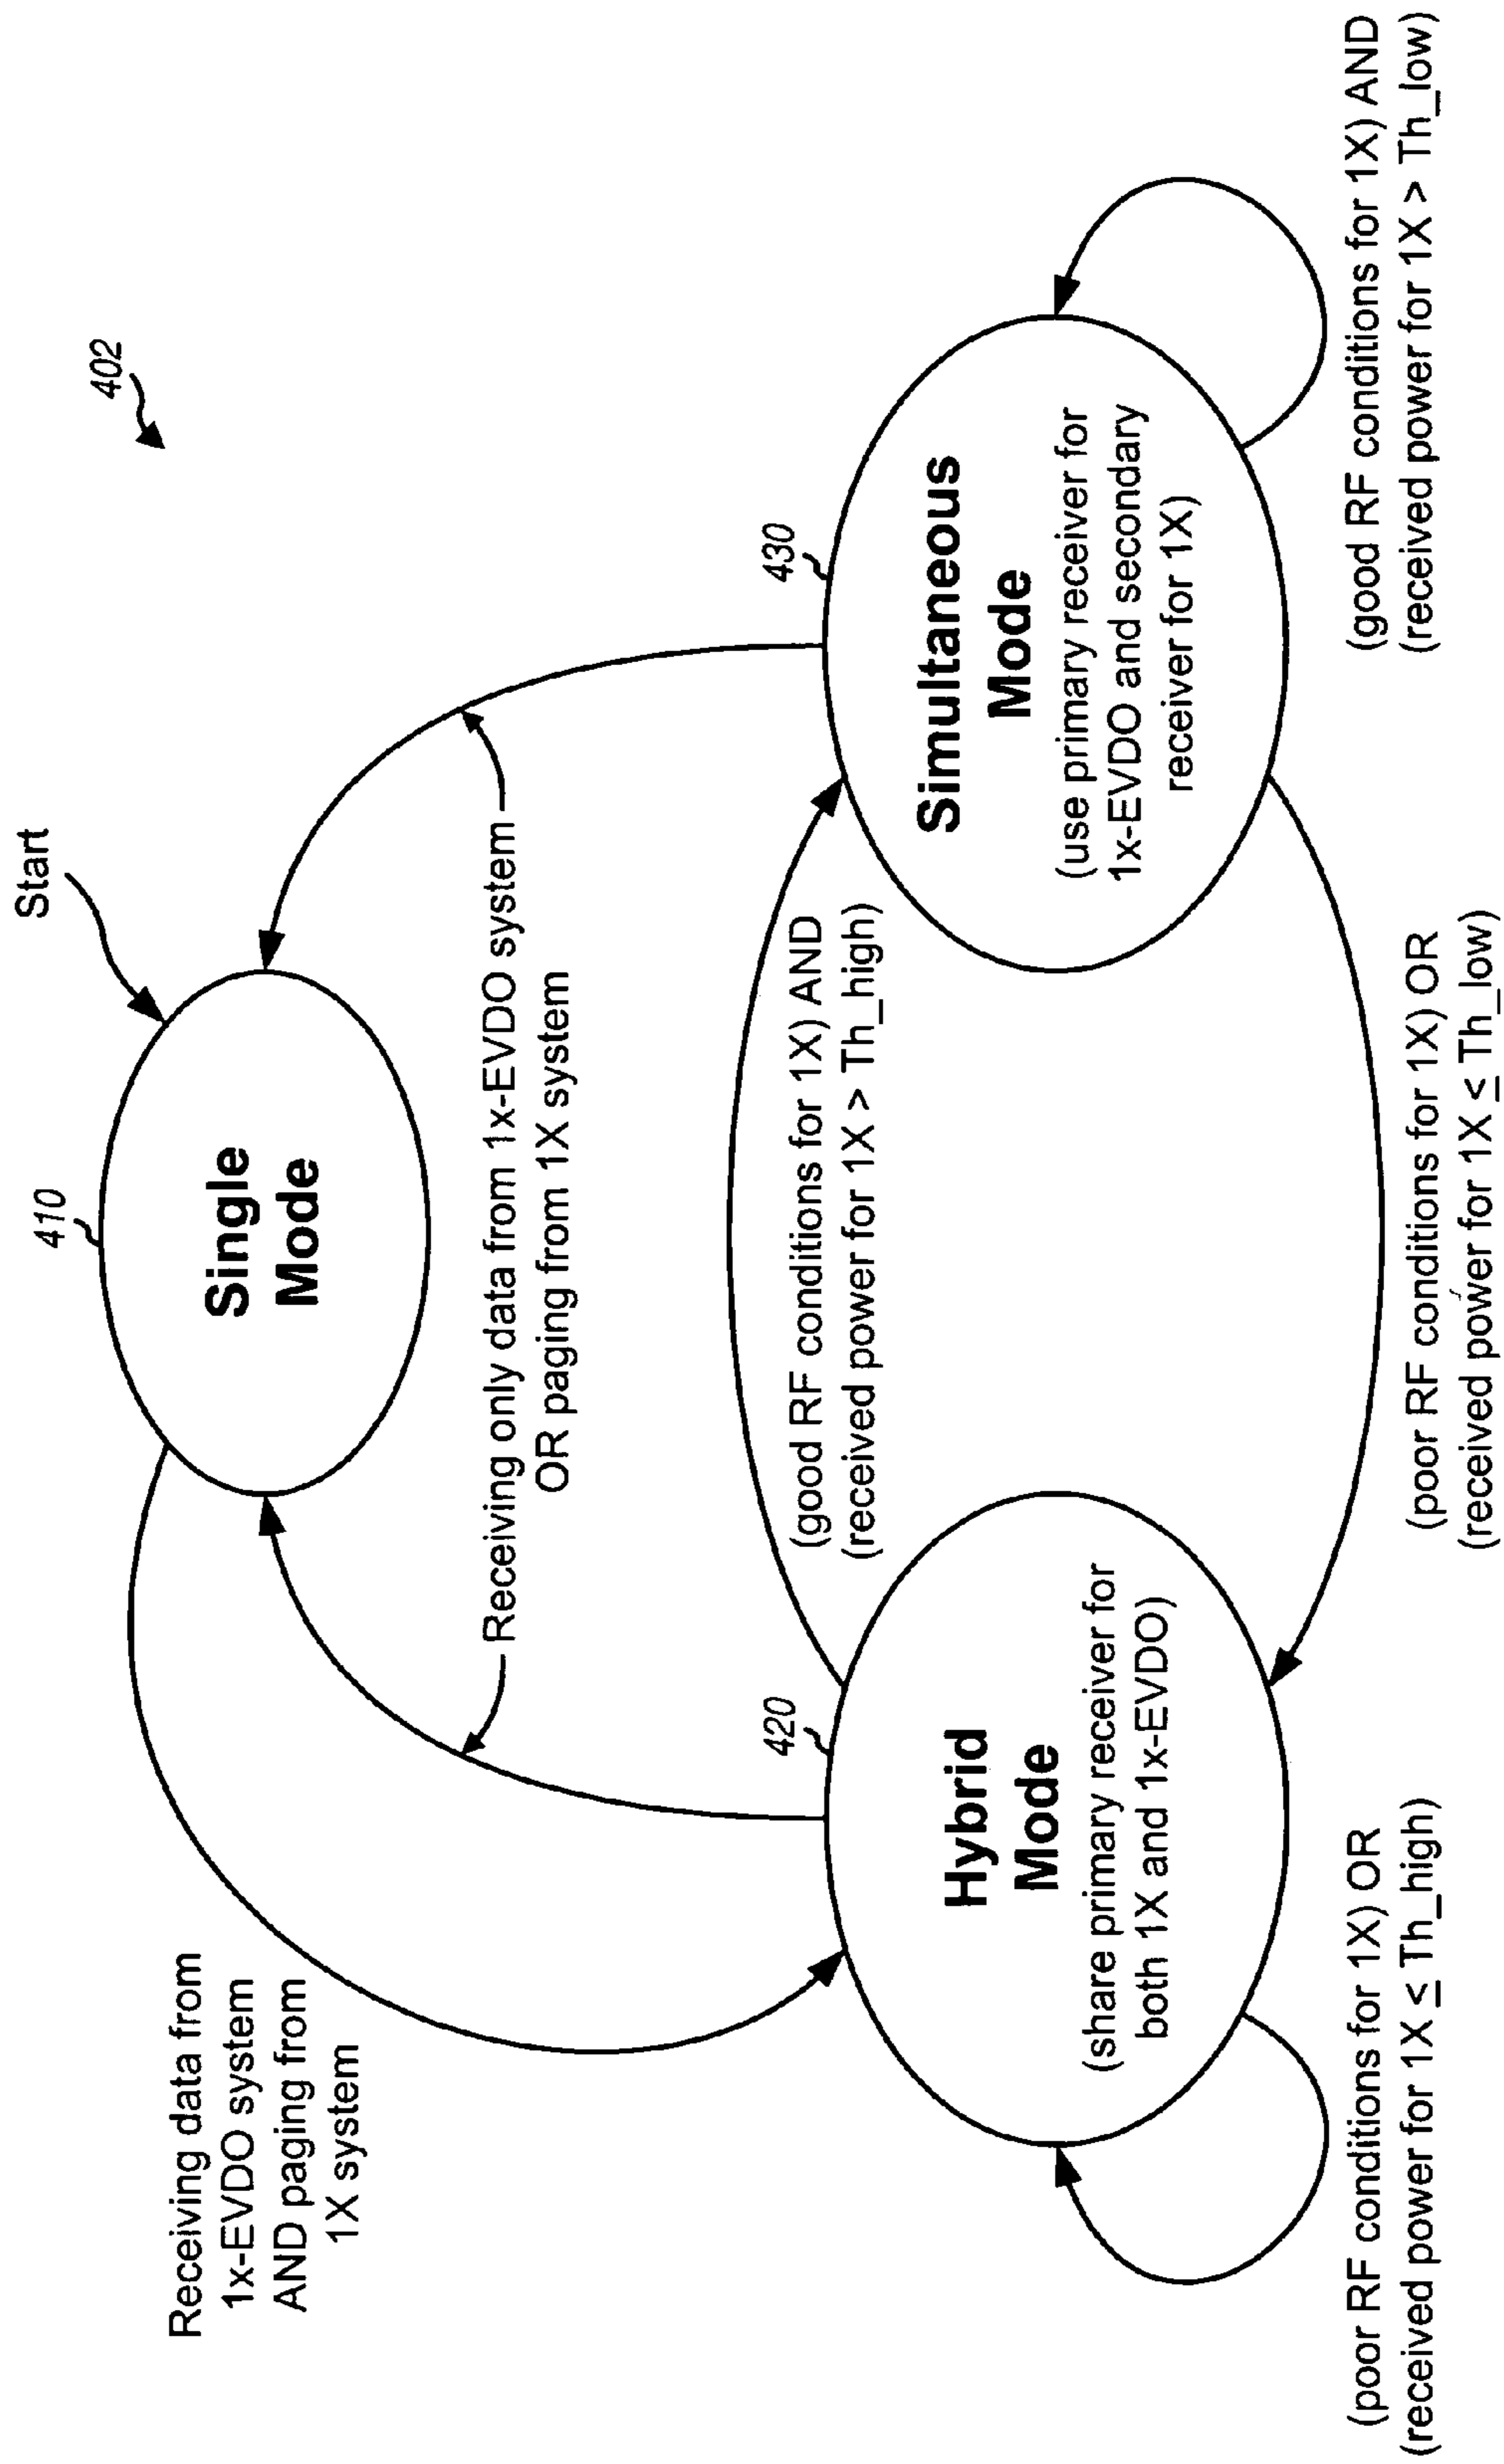 402
Start
410
Single
Mode
Receiving data from
1x-EVDO system
AND paging from
1X system
Receiving only data from 1x-EVDO system
OR paging from 1X system
420
Hybrid
Mode
(share primary receiver for
both 1X and 1x-EVDO)
(good RF conditions for 1X) AND
(received power for 1X > Th_high)
430
Simultaneous
Mode
(use primary receiver for
1x-EVDO and secondary
receiver for 1X)
(poor RF conditions for 1X) OR
(received power for 1X ≤ Th_high)
(poor RF conditions for 1X) OR
(received power for 1X ≤ Th_low)
(good RF conditions for 1X) AND
(received power for 1X > Th_low)